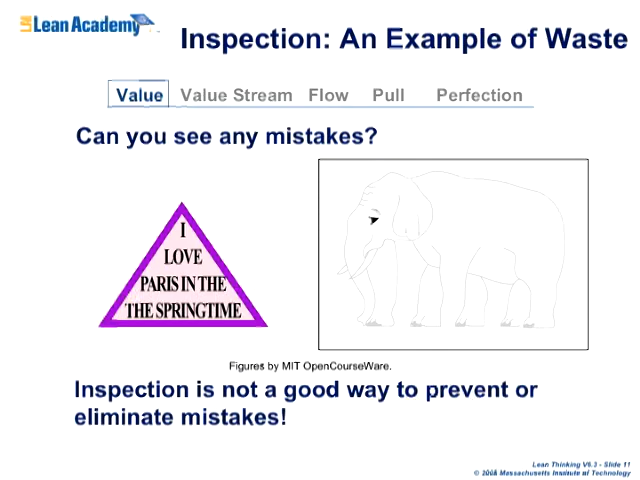 Lean Academy
Inspection: An Example of Waste
Value Value Stream Flow Pull Perfection
Can you see any mistakes?
I
LOVE
PARIS IN THE
THE SPRINGTIME
Figures by MIT OpenCourseWare.
Inspection is not a good way to prevent or
eliminate mistakes!
Lean Thinking V6.3 - Slide 11
© 2008 Massachusetts Institute of Technology